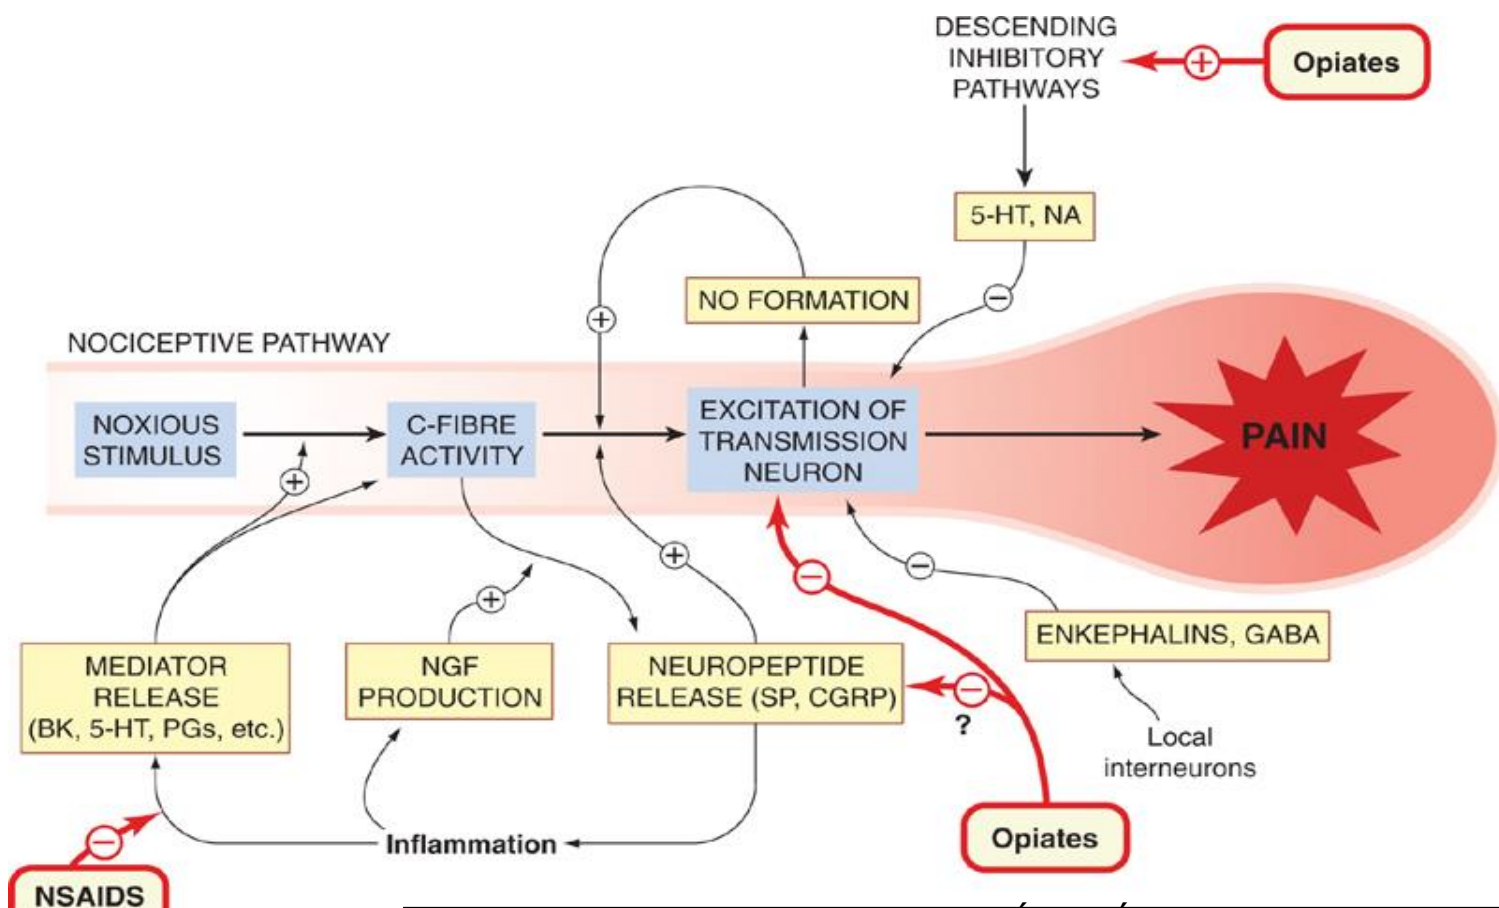 DESCENDING
INHIBITORY
PATHWAYS
+
Opiates
5-HT, NA
−
NO FORMATION
+
NOCICEPTIVE PATHWAY
NOXIOUS
STIMULUS
C-FIBRE
ACTIVITY
EXCITATION OF
TRANSMISSION
NEURON
PAIN
+
+
−
−
+
MEDIATOR
RELEASE
(BK, 5-HT, PGs, etc.)
NGF
PRODUCTION
NEUROPEPTIDE
RELEASE (SP, CGRP)
−
?
ENKEPHALINS, GABA
Local
interneurons
Inflammation
−
NSAIDS
Opiates